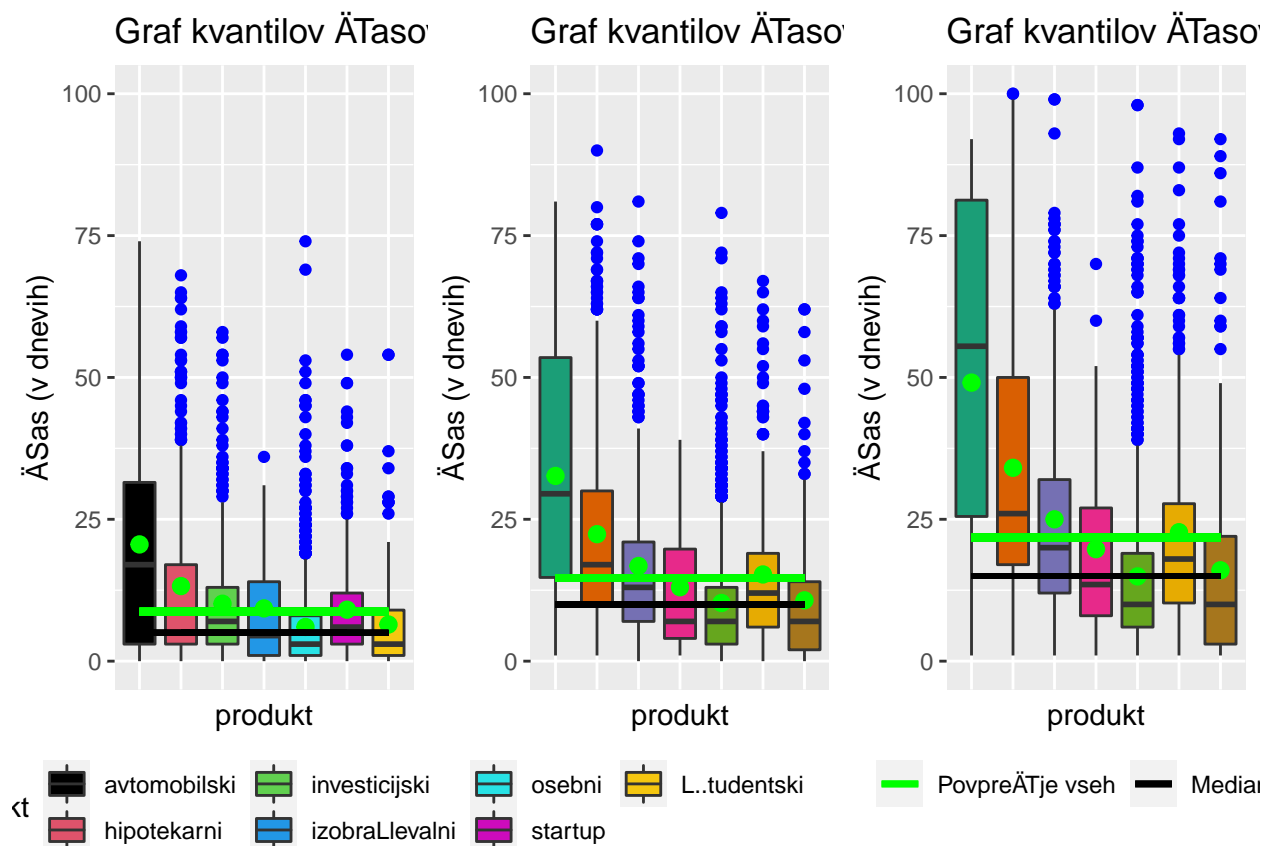 Graf kvantilov ÄTasov
Graf kvantilov ÄTasov
Graf kvantilov ÄTasov
ÄSas (v dnevih)
100
75
50
25
0
produkt
ÄSas (v dnevih)
100
75
50
25
0
produkt
ÄSas (v dnevih)
100
75
50
25
0
produkt
kt
avtomobilski
investicijski
osebni
L..tudentski
hipotekarni
izobraLlevalni
startup
PovpreÄTje vseh
Median